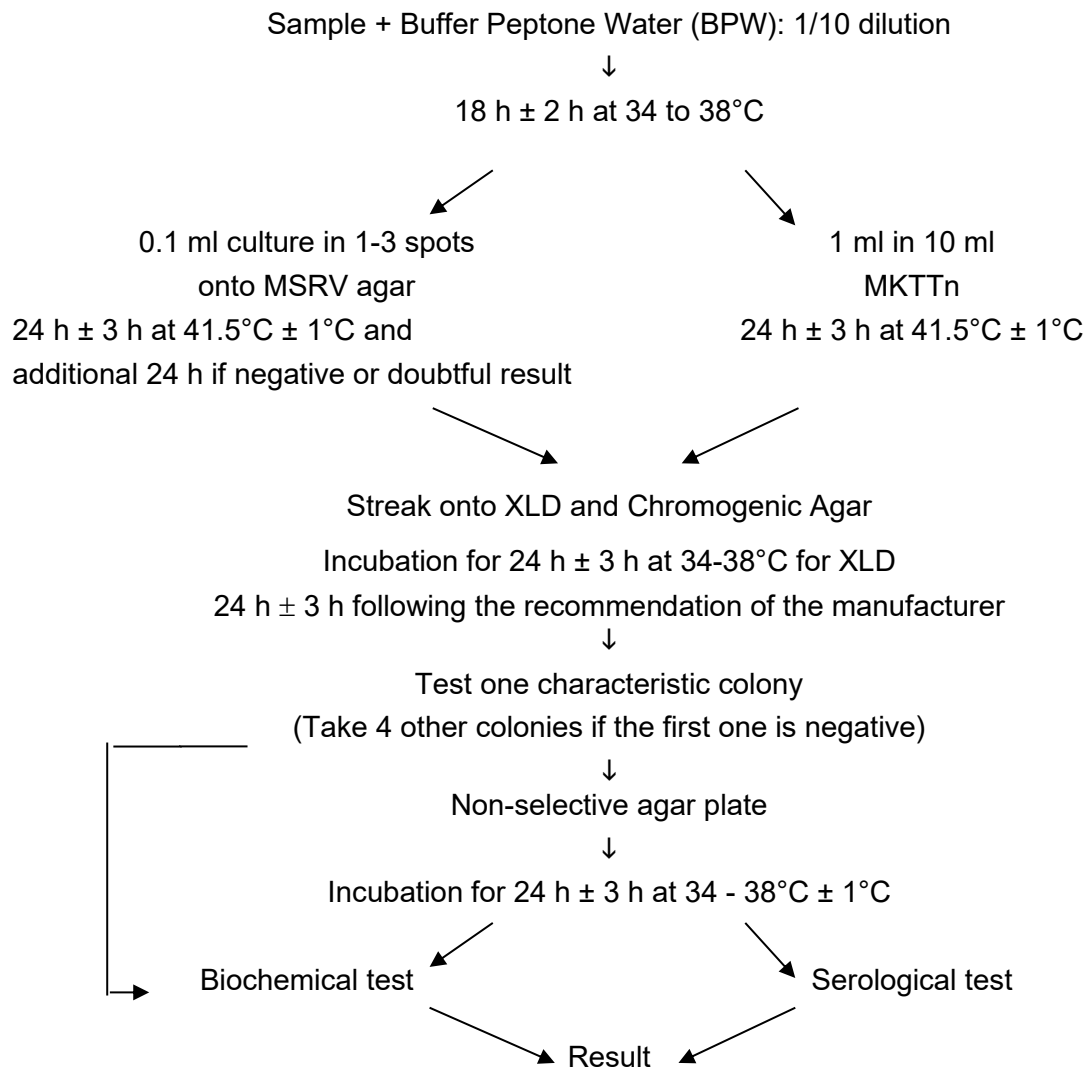 Sample + Buffer Peptone Water (BPW): 1/10 dilution
↓
18 h ± 2 h at 34 to 38°C
0.1 ml culture in 1-3 spots
onto MSRV agar
24 h ± 3 h at 41.5°C ± 1°C and
additional 24 h if negative or doubtful result
1 ml in 10 ml
MKTTn
24 h ± 3 h at 41.5°C ± 1°C
Streak onto XLD and Chromogenic Agar
Incubation for 24 h ± 3 h at 34-38°C for XLD
24 h ± 3 h following the recommendation of the manufacturer
↓
Test one characteristic colony
(Take 4 other colonies if the first one is negative)
↓
Non-selective agar plate
↓
Incubation for 24 h ± 3 h at 34 - 38°C ± 1°C
Biochemical test
Serological test
Result